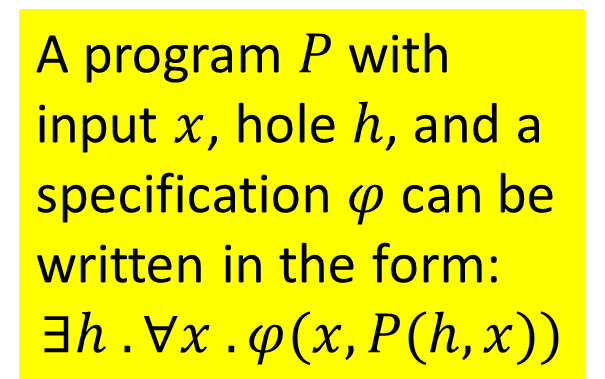 A program 𝑃 with
input 𝑥, hole ℎ, and a
specification 𝜑 can be
written in the form:
∃ℎ . ∀𝑥 . 𝜑(𝑥, 𝑃(ℎ, 𝑥))